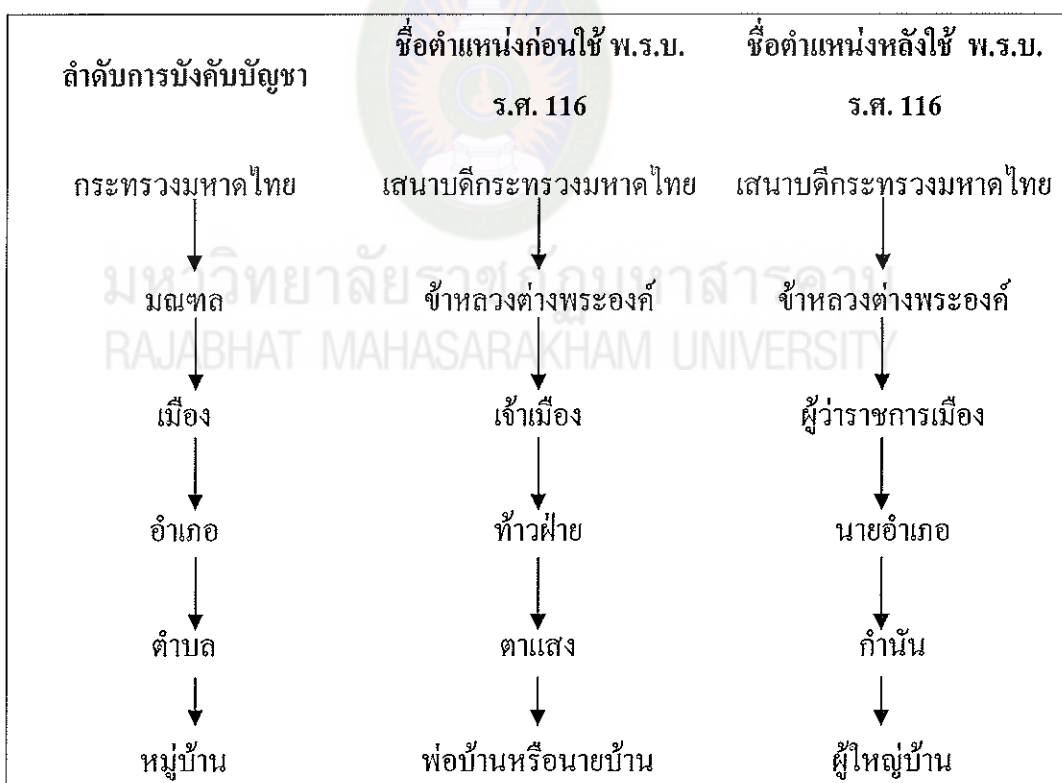 ลำดับการบังคับบัญชา
ชื่อตำแหน่งก่อนใช้ พ.ร.บ.
ร.ศ. 116
ชื่อตำแหน่งหลังใช้ พ.ร.บ.
ร.ศ. 116
กระทรวงมหาดไทย เสนาบดีกระทรวงมหาดไทย เสนาบดีกระทรวงมหาดไทย
มหาวิทยาลัยราชภัฏมหาสารคาม
มณฑล ข้าหลวงต่างพระองค์ ข้าหลวงต่างพระองค์
RAJABHAT MAHASARAKHAM UNIVERSITY
เมือง เจ้าเมือง ผู้ว่าราชการเมือง
อำเภอ ท้าวฝ่าย นายอำเภอ
ตำบล ตาแสง กำนัน
หมู่บ้าน พ่อบ้านหรือนายบ้าน ผู้ใหญ่บ้าน